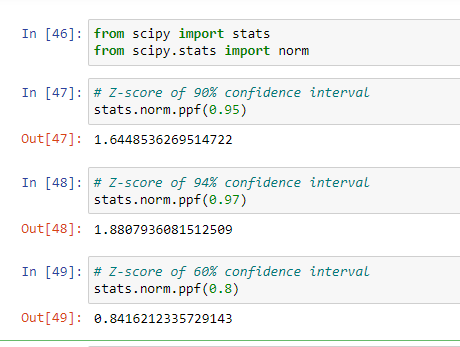 In [46]: from scipy import stats
from scipy.stats import norm
In [47]: # Z-score of 90% confidence interval
stats.norm.ppf(0.95)
Out[47]: 1.6448536269514722
In [48]: # Z-score of 94% confidence interval
stats.norm.ppf(0.97)
Out[48]: 1.8807936081512509
In [49]: # Z-score of 60% confidence interval
stats.norm.ppf(0.8)
Out[49]: 0.8416212335729143